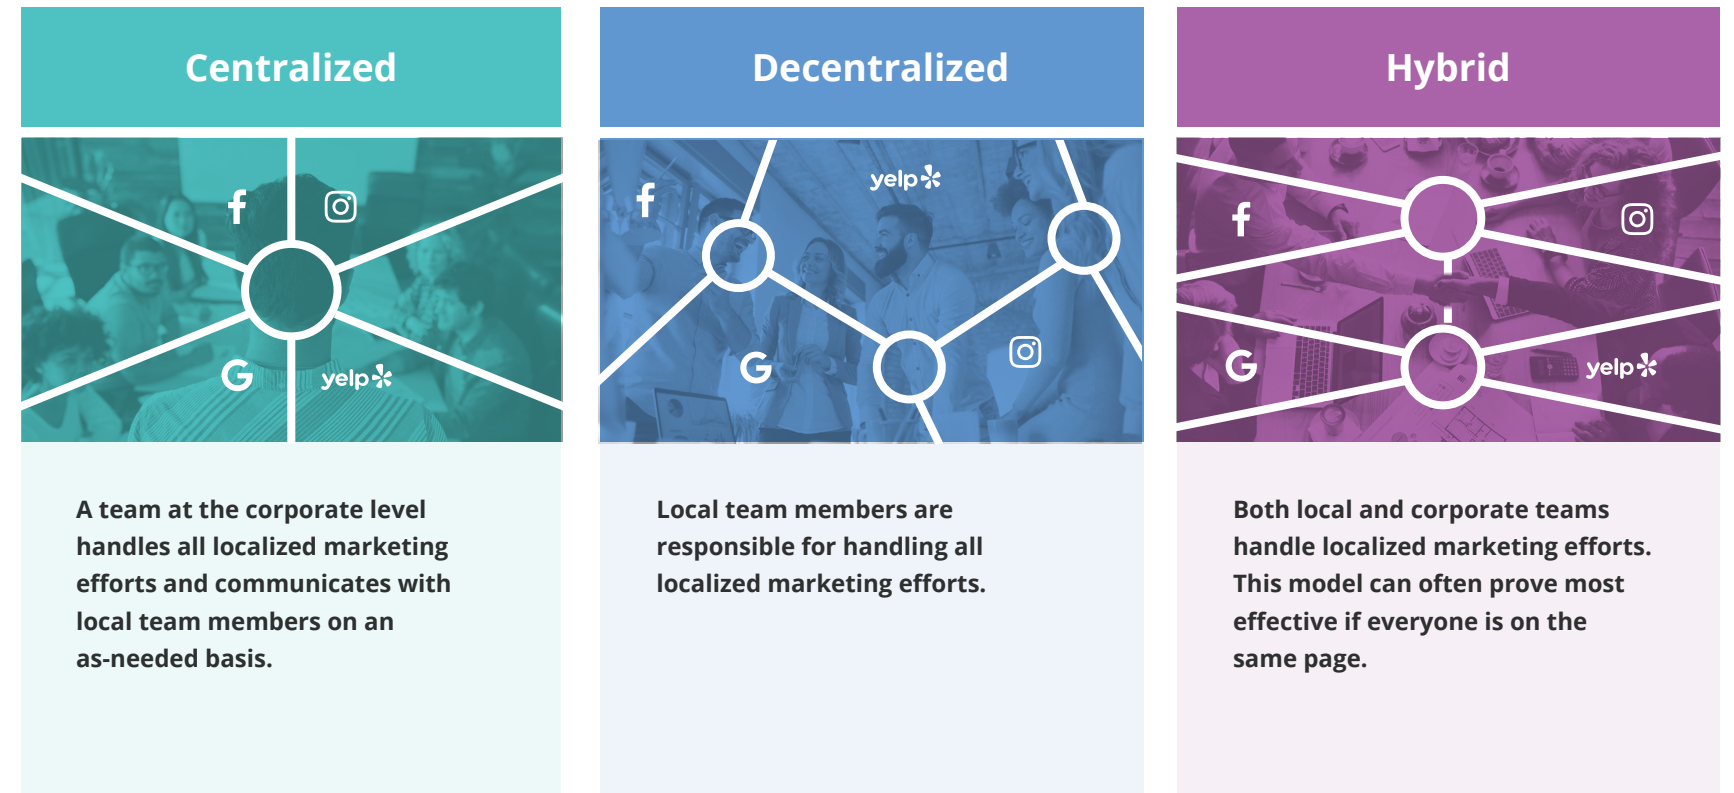 Centralized
yelp
A team at the corporate level
handles all localized marketing
efforts and communicates with
local team members on an
as-needed basis.
Decentralized
yelp
Local team members are
responsible for handling all
localized marketing efforts.
Hybrid
yelp
Both local and corporate teams
handle localized marketing efforts.
This model can often prove most
effective if everyone is on the
same page.